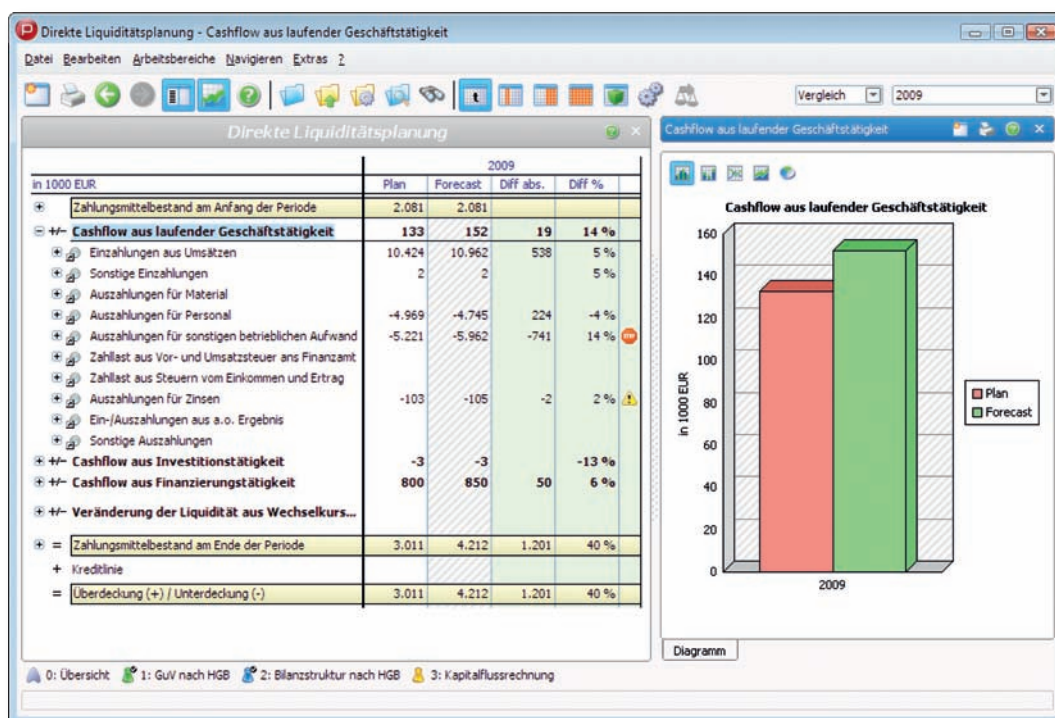 Direkte Liquiditätsplanung - Cashflow aus laufender Geschäftstätigkeit
Datei Bearbeiten Arbeitsbereiche Navigieren Extras ?
t Vergleich 2009
Direkte Liquiditätsplanung
2009
in 1000 EUR Plan Forecast Diff abs. Diff %
Zahlungsmittelbestand am Anfang der Periode 2.081 2.081
+/- Cashflow aus laufender Geschäftstätigkeit 133 152 19 14 %
Einzahlungen aus Umsätzen 10.424 10.962 538 5 %
Sonstige Einzahlungen 2 2 5 %
Auszahlungen für Material
Auszahlungen für Personal -4.969 -4.745 224 -4 %
Auszahlungen für sonstigen betrieblichen Aufwand -5.221 -5.962 -741 14 %
Zahllast aus Vor- und Umsatzsteuer ans Finanzamt
Zahllast aus Steuern vom Einkommen und Ertrag
Auszahlungen für Zinsen -103 -105 -2 2 %
Ein-/Auszahlungen aus a.o. Ergebnis
Sonstige Auszahlungen
+/- Cashflow aus Investitionstätigkeit -3 -3 -13 %
+/- Cashflow aus Finanzierungstätigkeit 800 850 50 6 %
+/- Veränderung der Liquidität aus Wechselkurs...
= Zahlungsmittelbestand am Ende der Periode 3.011 4.212 1.201 40 %
+ Kreditlinie
= Überdeckung (+) / Unterdeckung (-) 3.011 4.212 1.201 40 %
Cashflow aus laufender Geschäftstätigkeit
Cashflow aus laufender Geschäftstätigkeit
160
140
120
100
80
60
40
20
0
in 1000 EUR
2009
Plan
Forecast
Diagramm
0: Übersicht 1: GuV nach HGB 2: Bilanzstruktur nach HGB 3: Kapitalflussrechnung